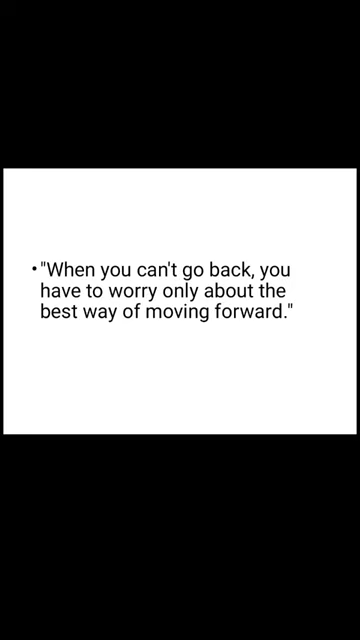 • "When you can't go back, you
have to worry only about the
best way of moving forward."